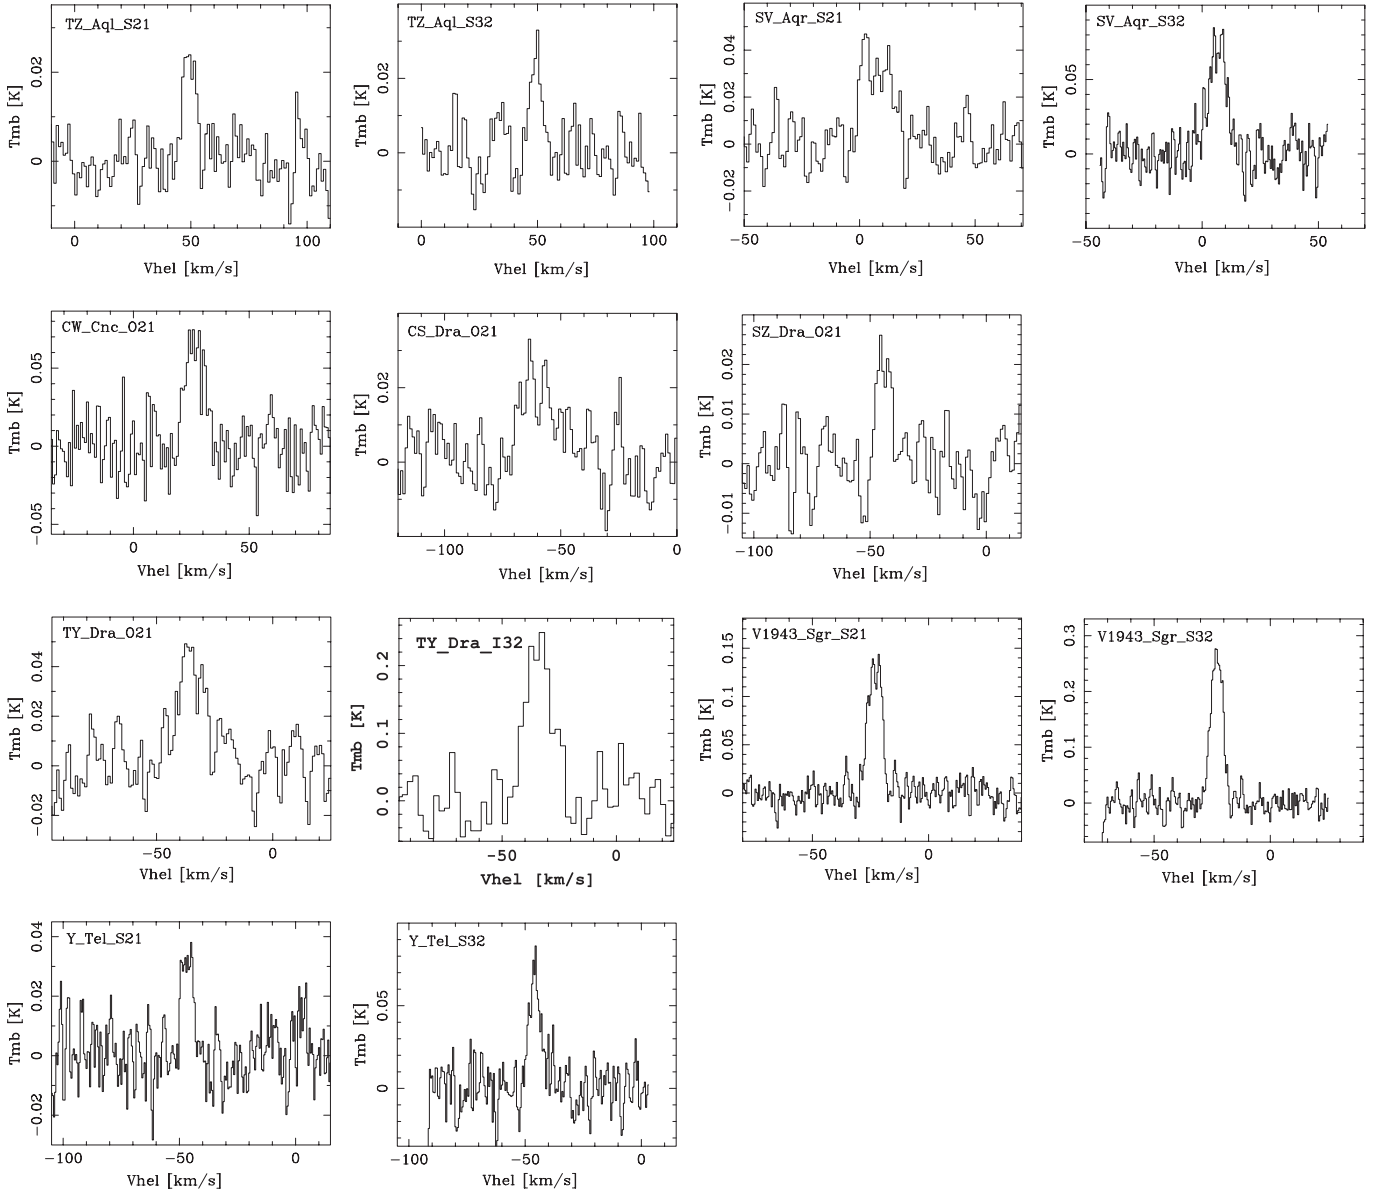 TZ_Aql_S21
Tmb [K]
0.02
0
0
50
100
Vhel [km/s]
TZ_Aql_S32
Tmb [K]
0.02
0
0
50
100
Vhel [km/s]
SV_Aqr_S21
Tmb [K]
0.04
0.02
0
−0.02
−50
0
50
Vhel [km/s]
SV_Aqr_S32
Tmb [K]
0.05
0
−50
0
50
Vhel [km/s]
CW_Cnc_O21
Tmb [K]
0.05
0
−0.05
0
50
Vhel [km/s]
CS_Dra_O21
Tmb [K]
0.02
0
−100
−50
0
Vhel [km/s]
SZ_Dra_O21
Tmb [K]
0.02
0.01
0
−0.01
−100
−50
0
Vhel [km/s]
TY_Dra_O21
Tmb [K]
0.04
0.02
0
−0.02
−50
0
Vhel [km/s]
TY_Dra_I32
Tmb [K]
0.2
0.1
0.0
−50
0
Vhel [km/s]
V1943_Sgr_S21
Tmb [K]
0.15
0.1
0.05
0
−50
0
Vhel [km/s]
V1943_Sgr_S32
Tmb [K]
0.3
0.2
0.1
0
−50
0
Vhel [km/s]
Y_Tel_S21
Tmb [K]
0.04
0.02
0
−0.02
−100
−50
0
Vhel [km/s]
Y_Tel_S32
Tmb [K]
0.05
0
−100
−50
0
Vhel [km/s]